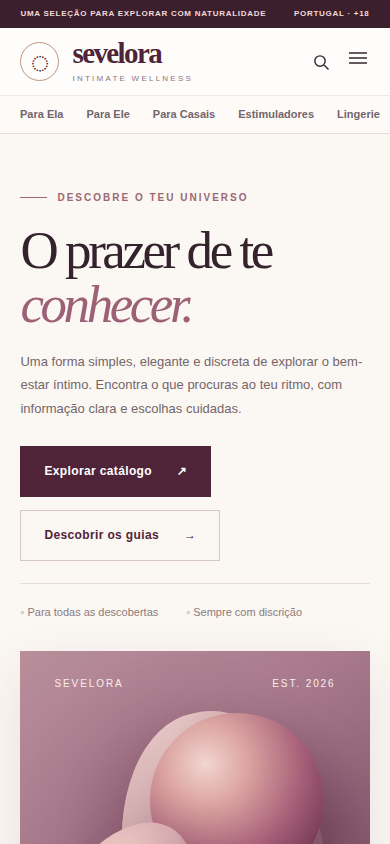 UMA SELEÇÃO PARA EXPLORAR COM NATURALIDADE PORTUGAL · +18
sevelora
INTIMATE WELLNESS
Para Ela Para Ele Para Casais Estimuladores Lingerie
DESCOBRE O TEU UNIVERSO
O prazer de te
conhecer.
Uma forma simples, elegante e discreta de explorar o bem-
estar íntimo. Encontra o que procuras ao teu ritmo, com
informação clara e escolhas cuidadas.
Explorar catálogo ↗
Descobrir os guias →
◦ Para todas as descobertas ◦ Sempre com discrição
SEVELORA EST. 2026